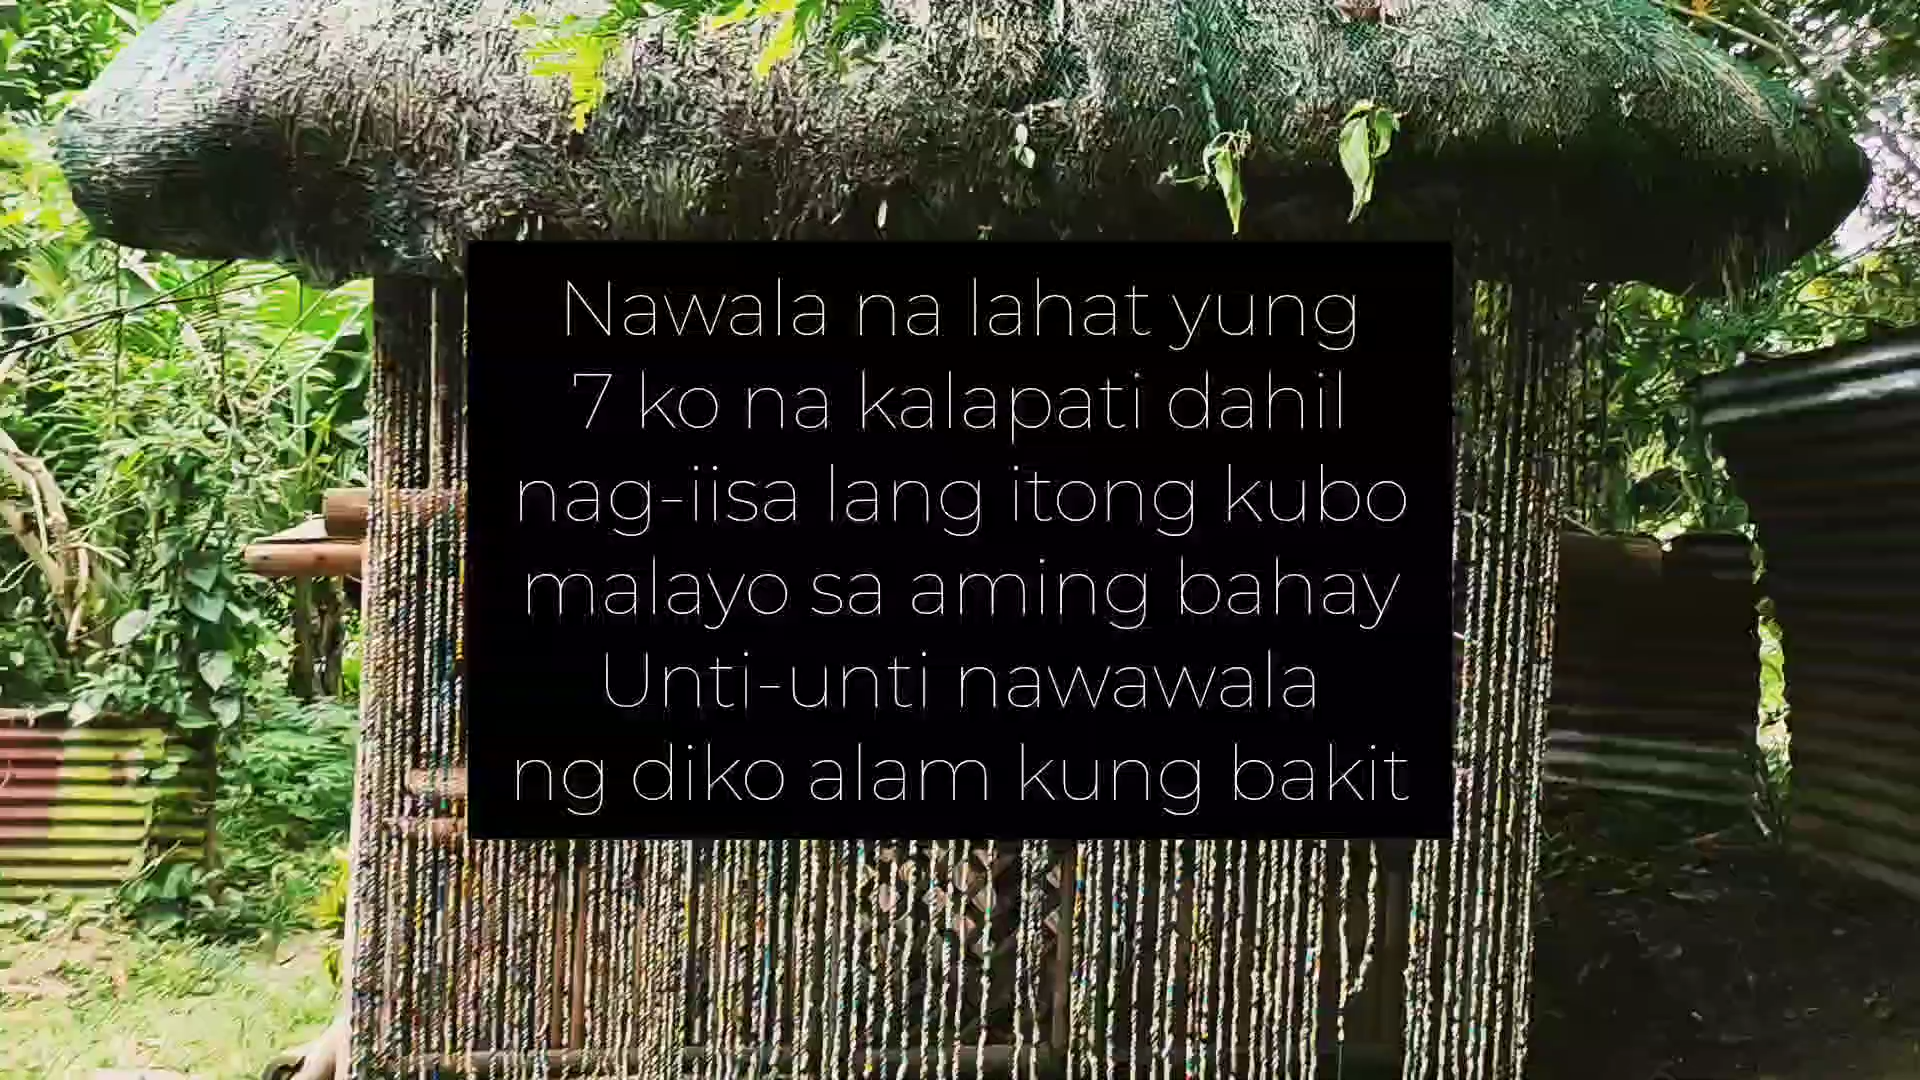 Nawala na lahat yung
7 ko na kalapati dahil
nag-iisa lang itong kubo
malayo sa aming bahay
Unti-unti nawawala
ng diko alam kung bakit